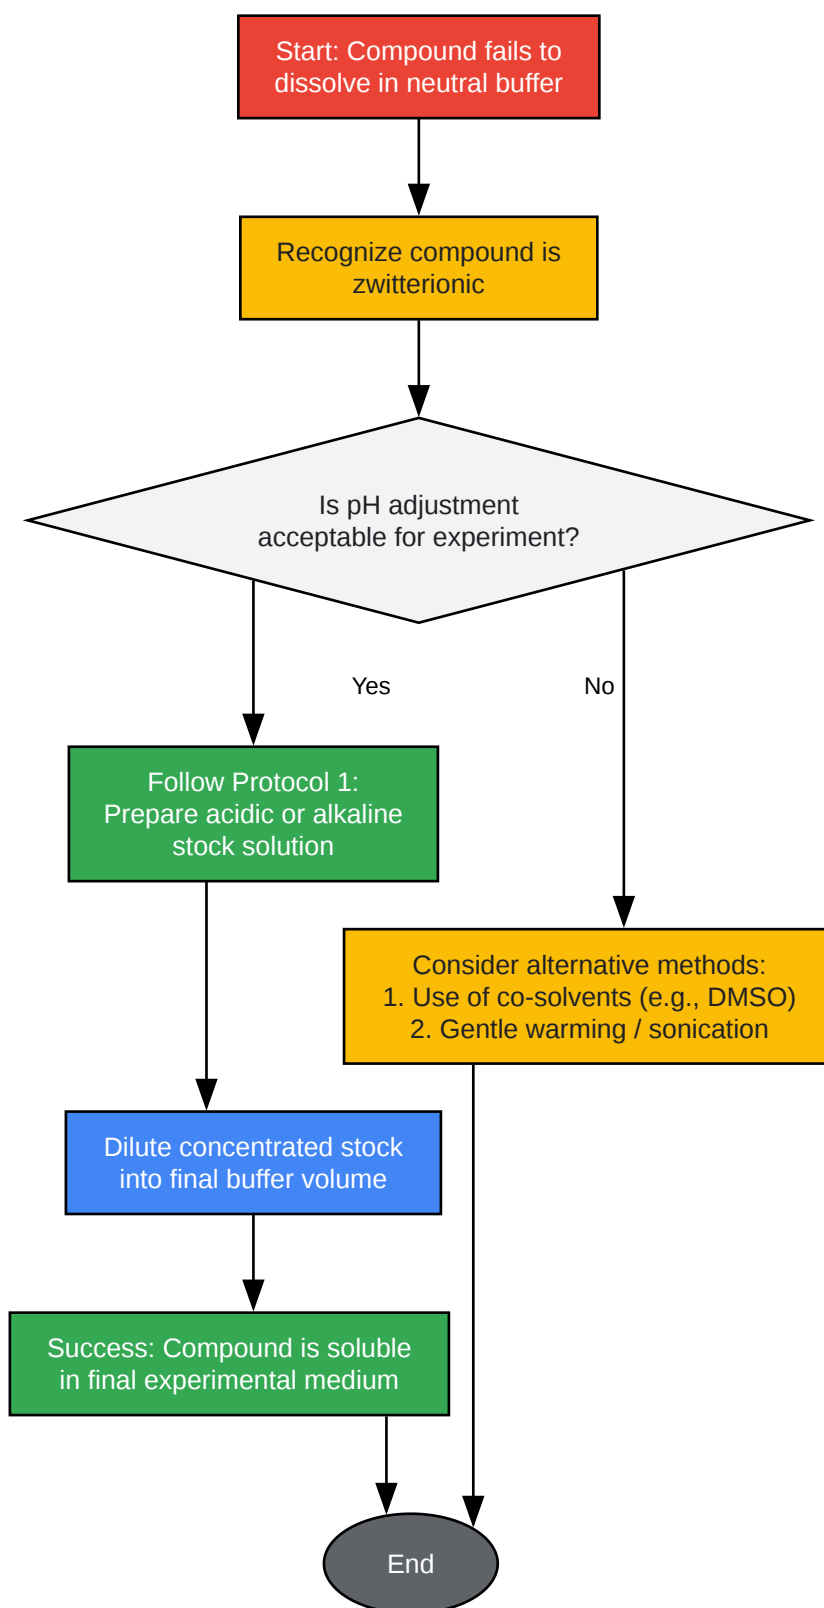 Start: Compound fails to
dissolve in neutral buffer
Recognize compound is
zwitterionic
Is pH adjustment
acceptable for experiment?
Yes
No
Follow Protocol 1:
Prepare acidic or alkaline
stock solution
Consider alternative methods:
1. Use of co-solvents (e.g., DMSO)
2. Gentle warming / sonication
Dilute concentrated stock
into final buffer volume
Success: Compound is soluble
in final experimental medium
End